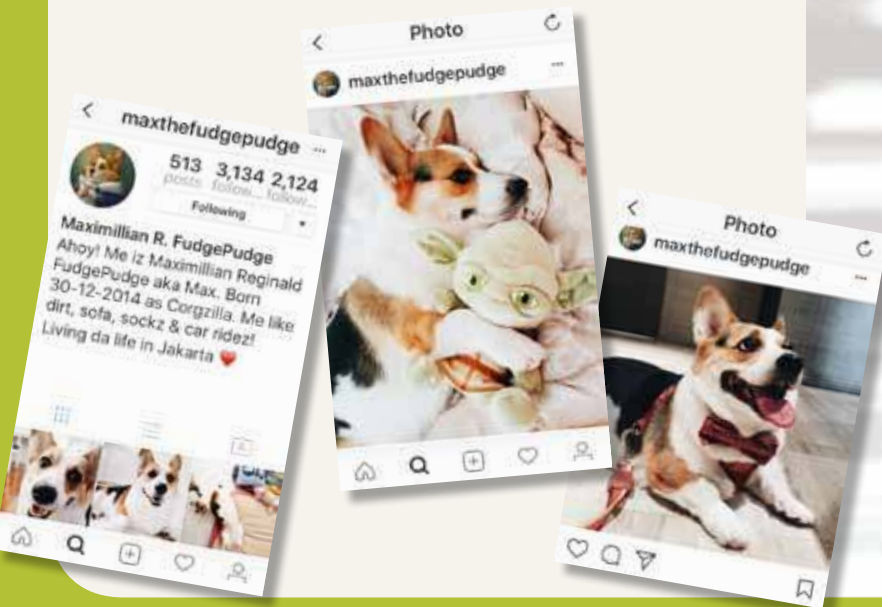 maxthefudgepudge ...
513 3,134 2,124
posts follow... follow...
Following
Maximillian R. FudgePudge
Ahoy! Me iz Maximillian Reginald
FudgePudge aka Max. Born
30-12-2014 as Corgzilla. Me like
dirt, sofa, sockz & car ridez!
Living da life in Jakarta ❤️
Photo
maxthefudgepudge ...
Photo
maxthefudgepudge ...